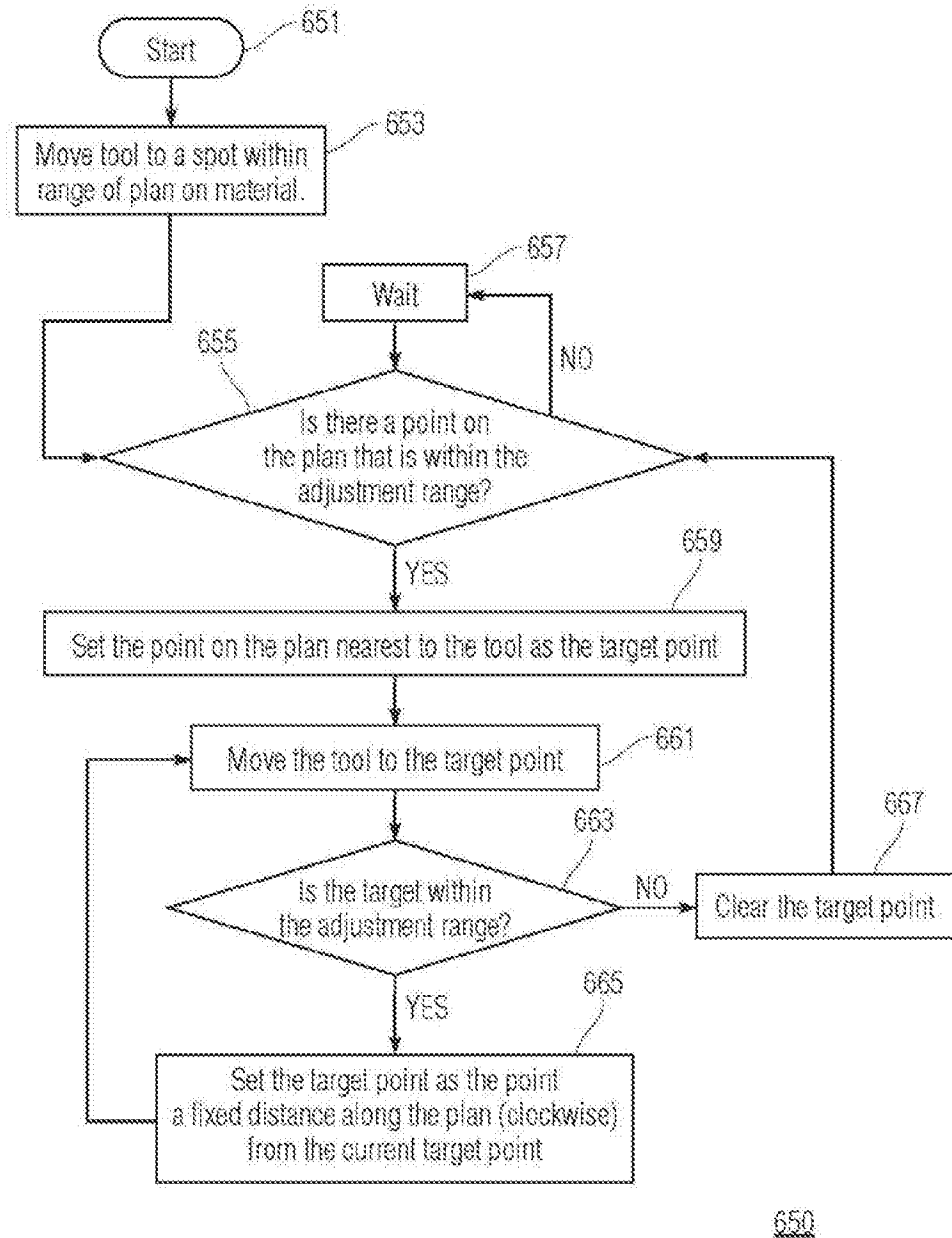 651
Start
653
Move tool to a spot within
range of plan on material.
657
Wait
655
NO
Is there a point on
the plan that is within the
adjustment range?
659
YES
Set the point on the plan nearest to the tool as the target point
661
Move the tool to the target point
663
667
Is the target within
the adjustment range?
NO
Clear the target point
665
YES
Set the target point as the point
a fixed distance along the plan (clockwise)
from the current target point
650